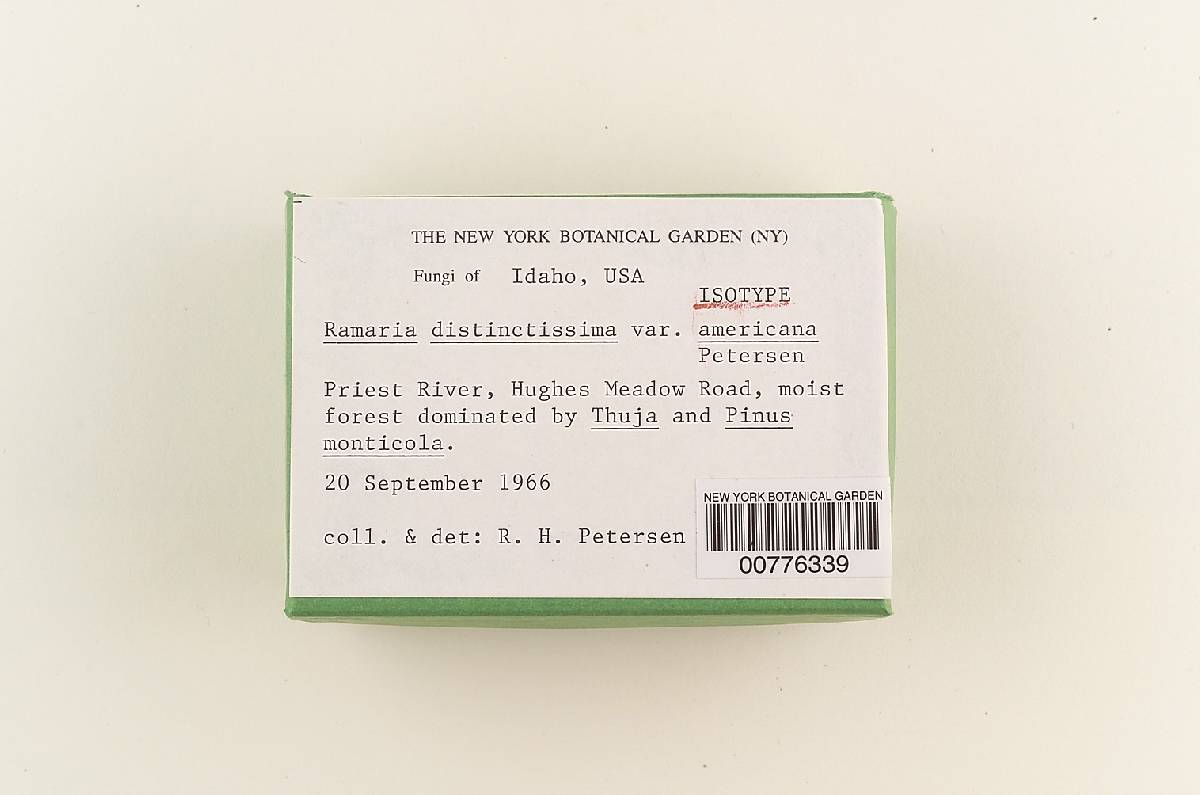 THE NEW YORK BOTANICAL GARDEN (NY)
Fungi of Idaho, USA
ISOTYPE
Ramaria distinctissima var. americana
Petersen
Priest River, Hughes Meadow Road, moist
forest dominated by Thuja and Pinus
monticola.
20 September 1966
NEW YORK BOTANICAL GARDEN
coll. & det: R. H. Petersen
00776339